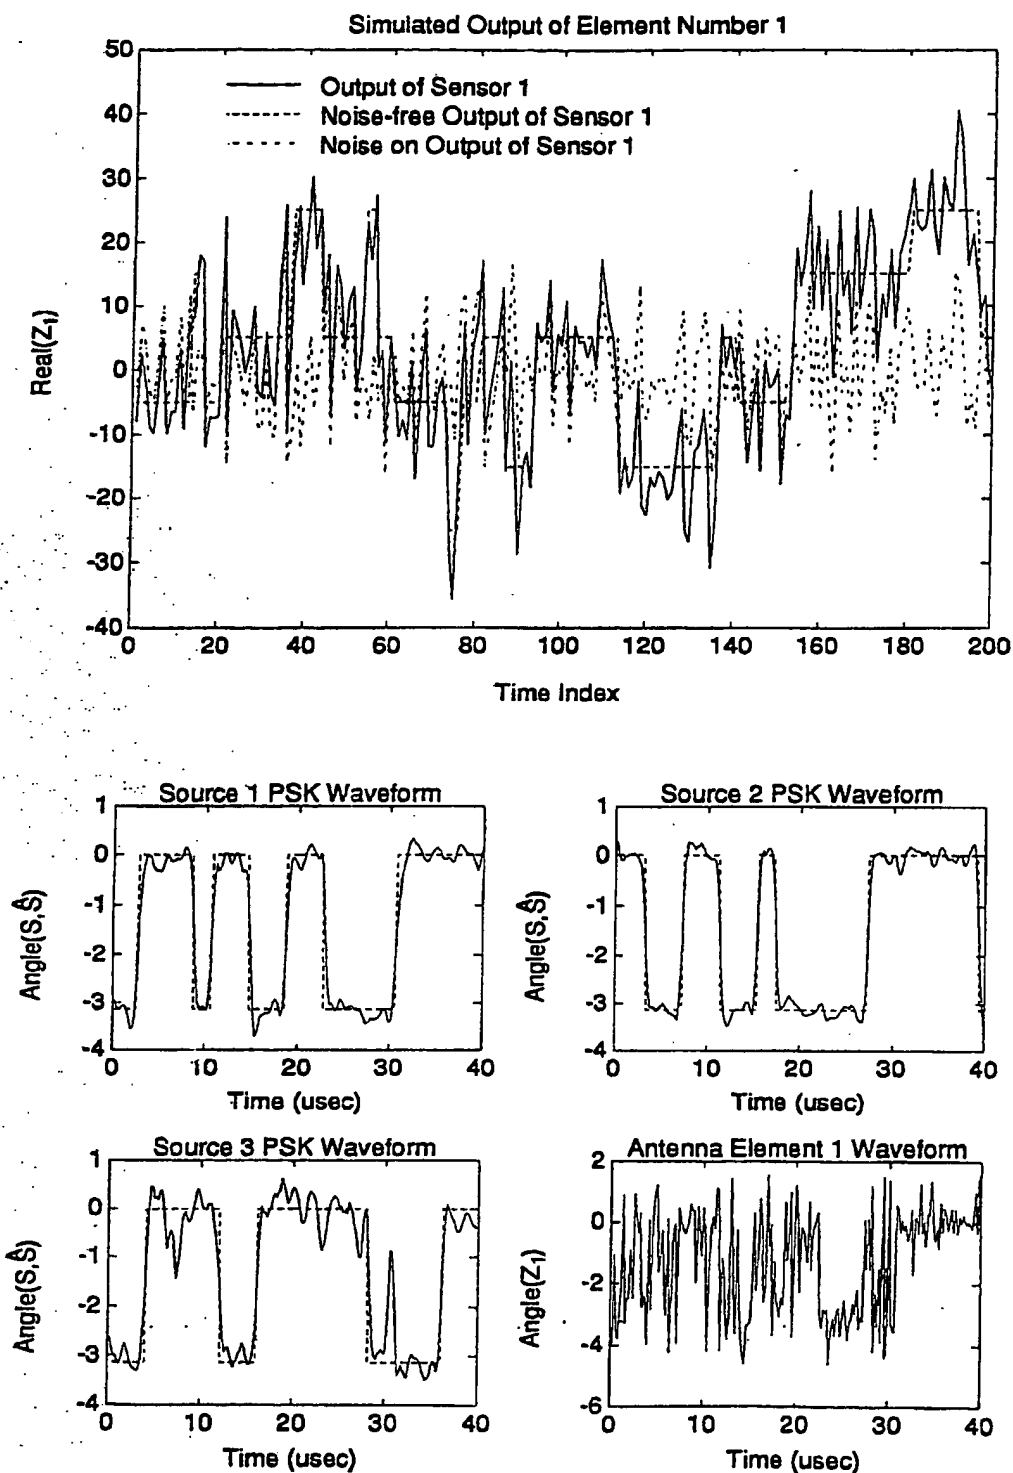 Simulated Output of Element Number 1
50
40
30
20
10
0
-10
-20
-30
-40
Real(Z1)
Output of Sensor 1
Noise-free Output of Sensor 1
Noise on Output of Sensor 1
0 20 40 60 80 100 120 140 160 180 200
Time Index
Source 1 PSK Waveform
1
0
-1
-2
-3
-4
Angle(S,Ŝ)
0 10 20 30 40
Time (usec)
Source 2 PSK Waveform
1
0
-1
-2
-3
-4
Angle(S,Ŝ)
0 10 20 30 40
Time (usec)
Source 3 PSK Waveform
1
0
-1
-2
-3
-4
Angle(S,Ŝ)
0 10 20 30 40
Time (usec)
Antenna Element 1 Waveform
2
0
-2
-4
-6
Angle(Z1)
0 10 20 30 40
Time (usec)